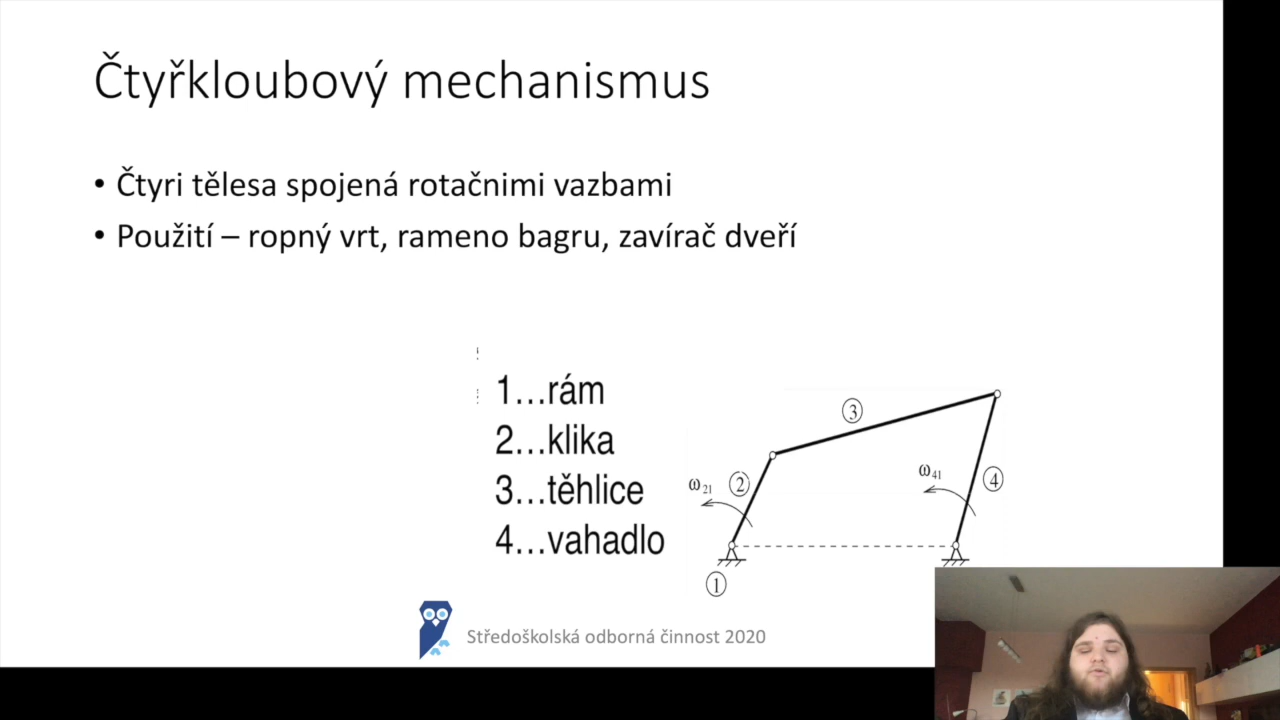 Čtyřkloubový mechanismus
• Čtyri tělesa spojená rotačnimi vazbami
• Použití – ropný vrt, rameno bagru, zavírač dveří
1...rám
2...klika
3...těhlice
4...vahadlo
3
ω21
2
ω41
4
1
Středoškolská odborná činnost 2020